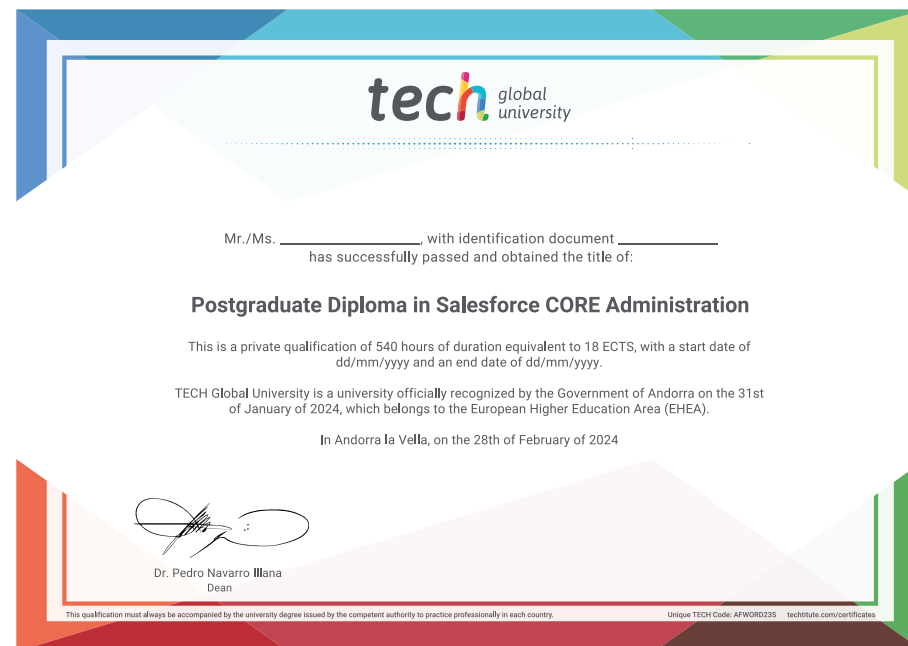 tech global
university
Mr./Ms. ____________________, with identification document ______________
has successfully passed and obtained the title of:
Postgraduate Diploma in Salesforce CORE Administration
This is a private qualification of 540 hours of duration equivalent to 18 ECTS, with a start date of
dd/mm/yyyy and an end date of dd/mm/yyyy.
TECH Global University is a university officially recognized by the Government of Andorra on the 31st
of January of 2024, which belongs to the European Higher Education Area (EHEA).
In Andorra la Vella, on the 28th of February of 2024
Dr. Pedro Navarro Illana
Dean
This qualification must always be accompanied by the university degree issued by the competent authority to practice professionally in each country. Unique TECH Code: AFWORD23S techtitute.com/certificates